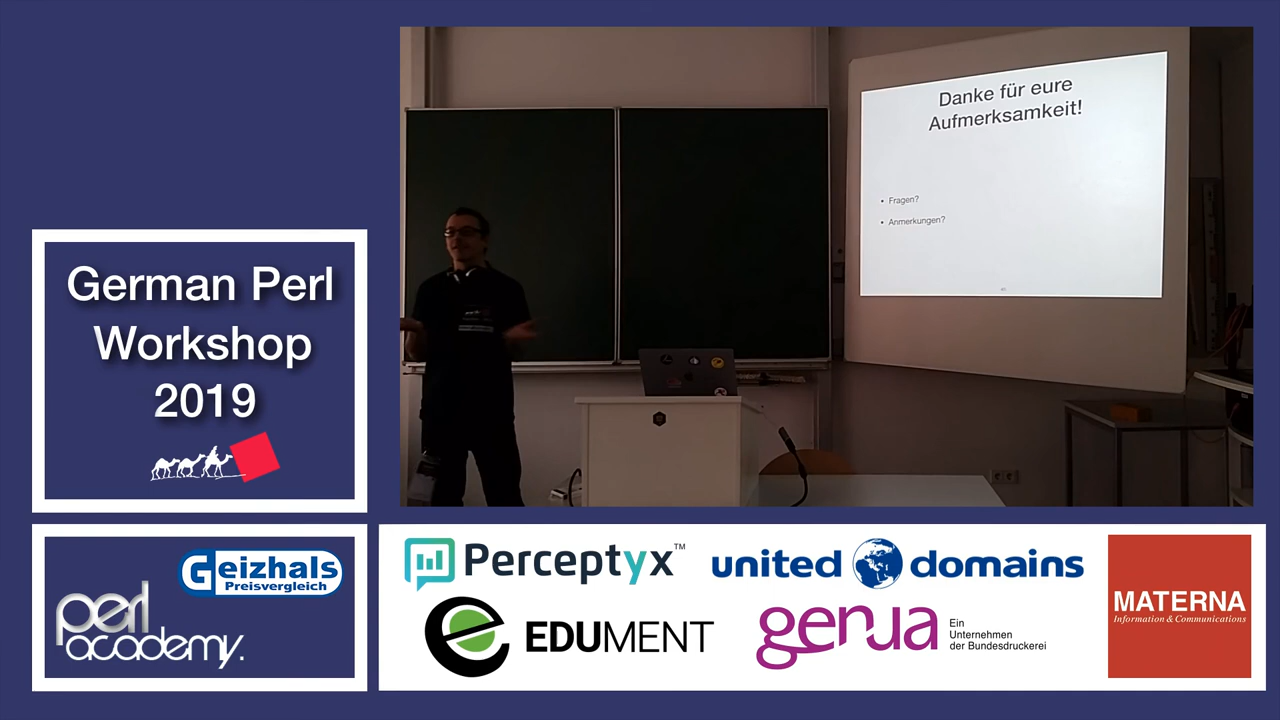 Danke für eure
Aufmerksamkeit!
• Fragen?
• Anmerkungen?
German Perl
Workshop
2019
Geizhals
Preisvergleich
perl
academy.
Perceptyx™
united domains
EDUMENT
genua
Ein
Unternehmen
der Bundesdruckerei
MATERNA
Information & Communications